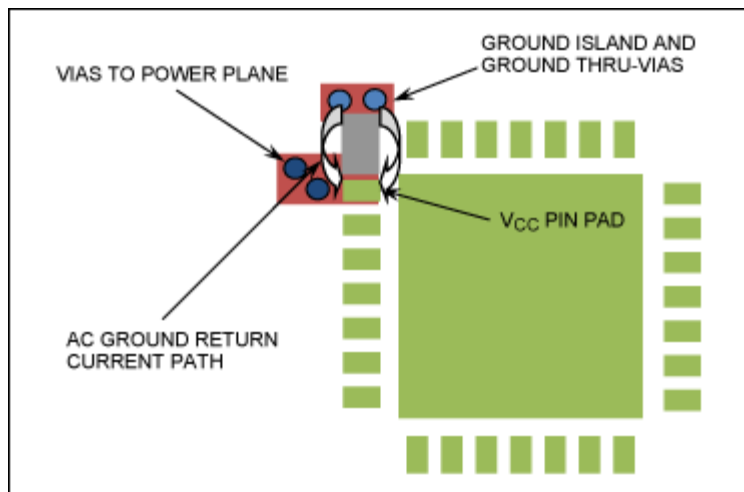 GROUND ISLAND AND
GROUND THRU-VIAS
VIAS TO POWER PLANE
VCC PIN PAD
AC GROUND RETURN
CURRENT PATH